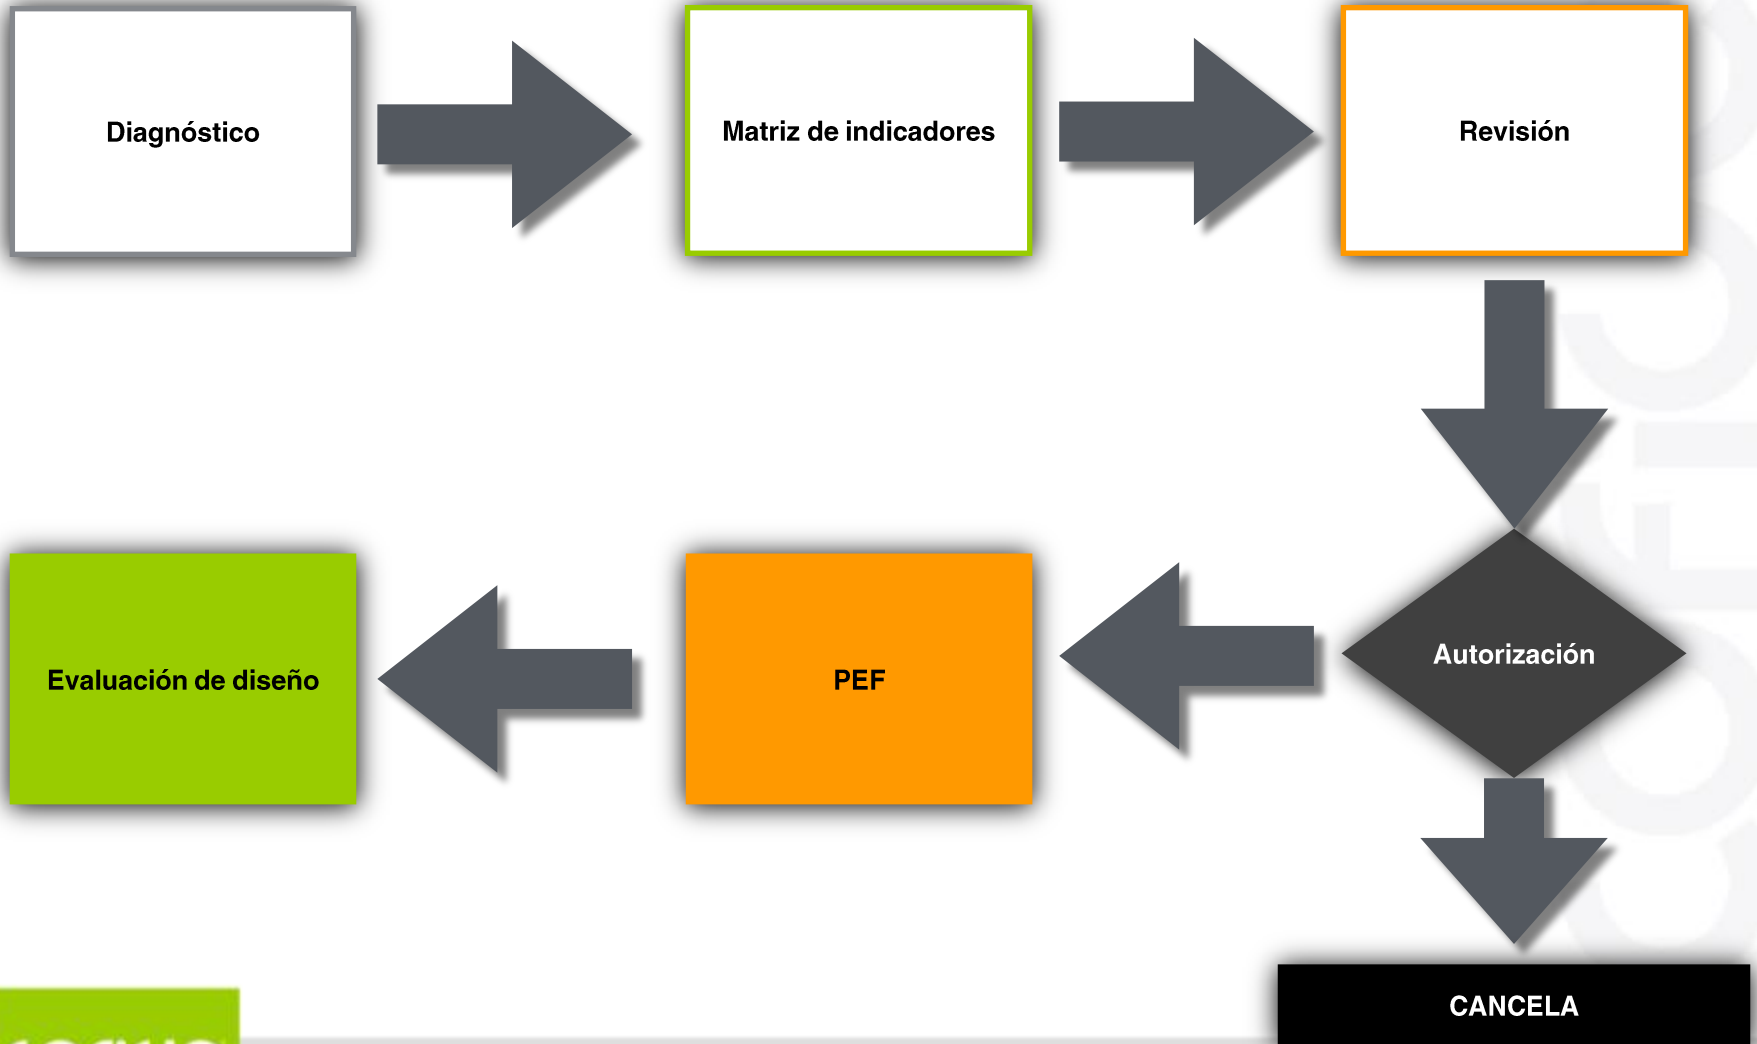 Diagnóstico
Matriz de indicadores
Revisión
Autorización
PEF
Evaluación de diseño
CANCELA